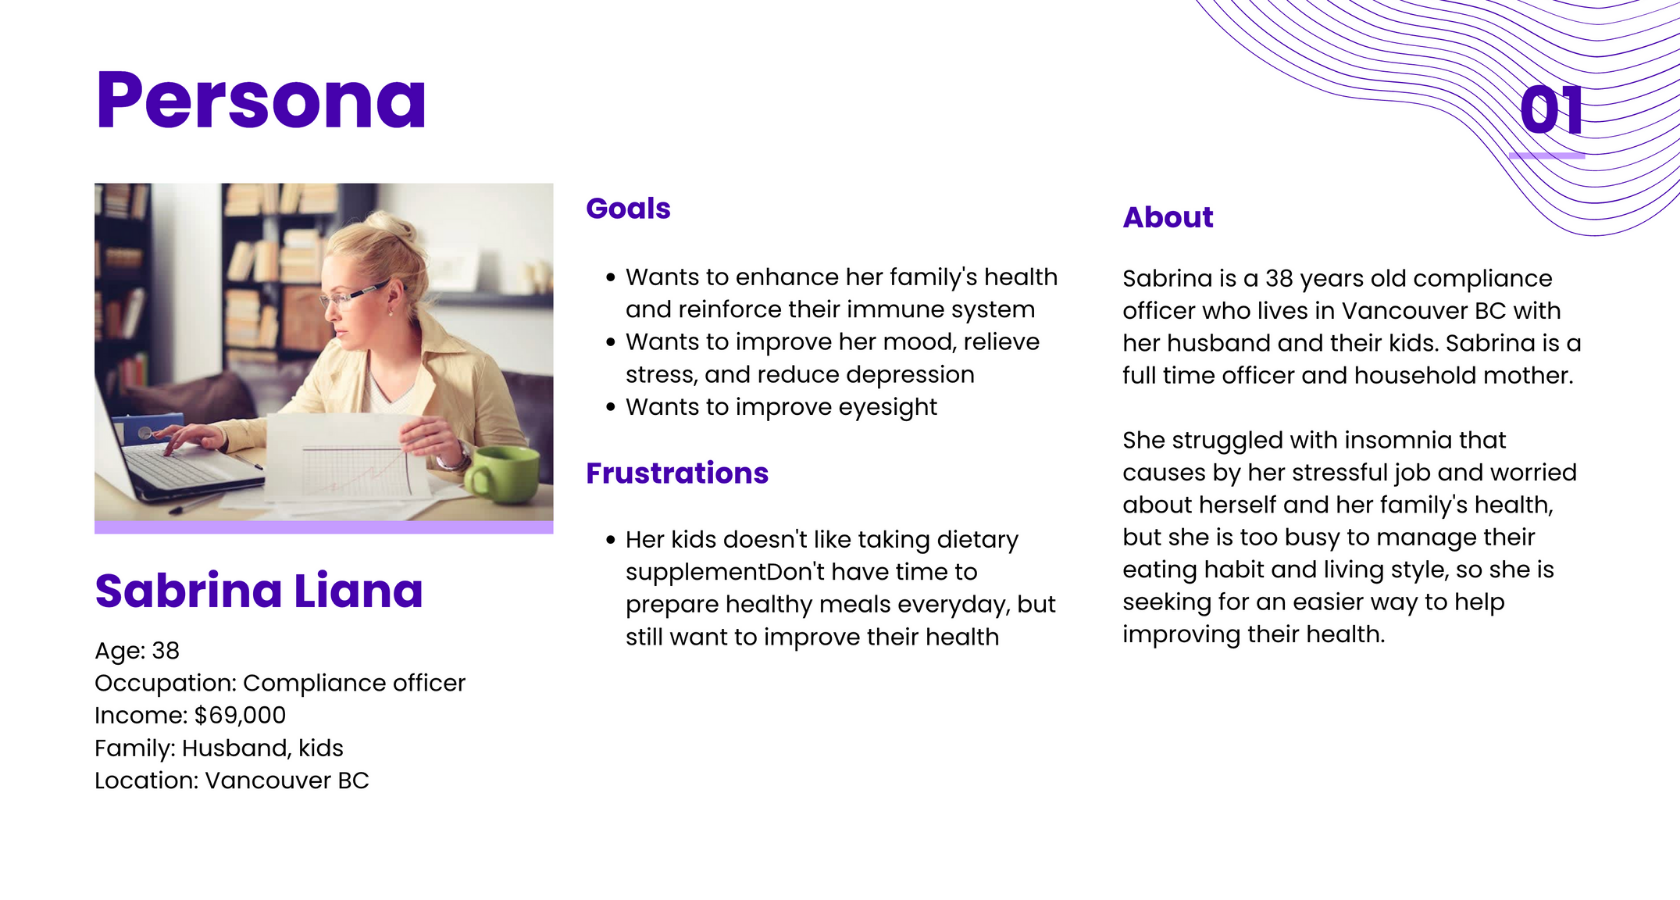 Persona
01
Goals
• Wants to enhance her family's health
and reinforce their immune system
• Wants to improve her mood, relieve
stress, and reduce depression
• Wants to improve eyesight
Frustrations
• Her kids doesn't like taking dietary
supplementDon't have time to
prepare healthy meals everyday, but
still want to improve their health
About
Sabrina is a 38 years old compliance
officer who lives in Vancouver BC with
her husband and their kids. Sabrina is a
full time officer and household mother.
She struggled with insomnia that
causes by her stressful job and worried
about herself and her family's health,
but she is too busy to manage their
eating habit and living style, so she is
seeking for an easier way to help
improving their health.
Sabrina Liana
Age: 38
Occupation: Compliance officer
Income: $69,000
Family: Husband, kids
Location: Vancouver BC